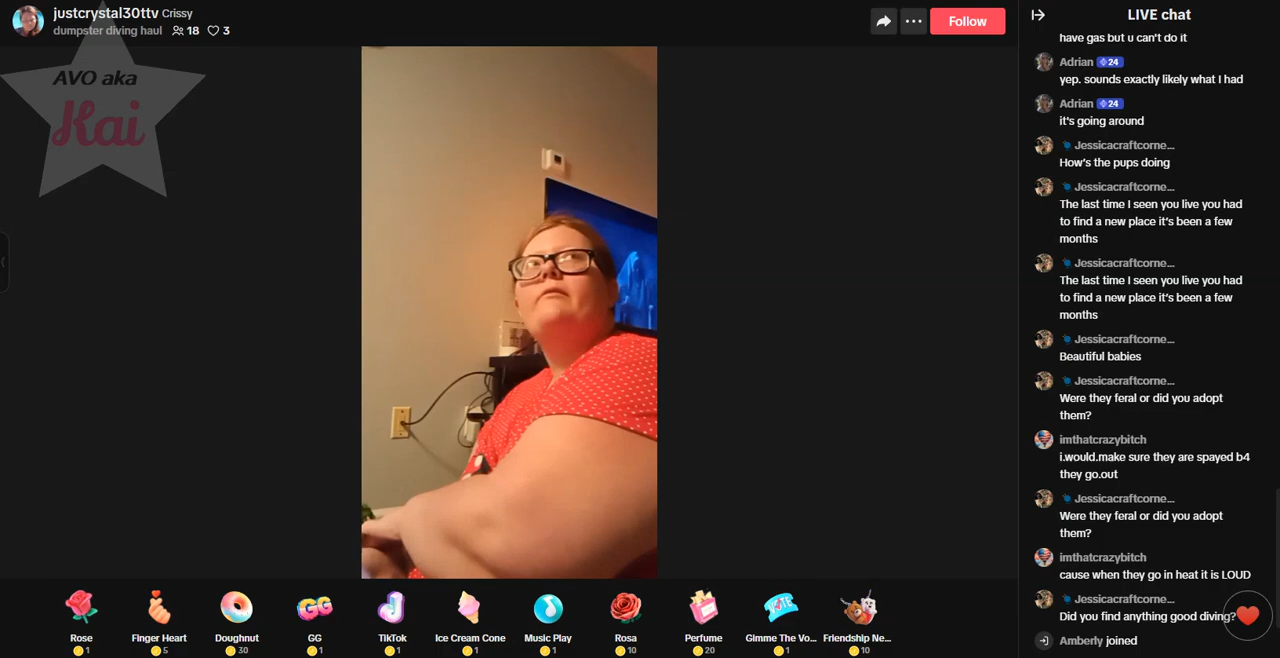 justcrystal30ttv Crissy
dumpster diving haul 18 3
Follow
AVO aka
Kai
LIVE chat
have gas but u can't do it
Adrian 24
yep. sounds exactly likely what I had
Adrian 24
it's going around
Jessicacraftcorne...
How's the pups doing
Jessicacraftcorne...
The last time I seen you live you had
to find a new place it's been a few
months
Jessicacraftcorne...
The last time I seen you live you had
to find a new place it's been a few
months
Jessicacraftcorne...
Beautiful babies
Jessicacraftcorne...
Were they feral or did you adopt
them?
imthatcrazybitch
i.would.make sure they are spayed b4
they go.out
Jessicacraftcorne...
Were they feral or did you adopt
them?
imthatcrazybitch
cause when they go in heat it is LOUD
Jessicacraftcorne...
Did you find anything good diving?
Amberly joined
Rose Finger Heart Doughnut GG TikTok Ice Cream Cone Music Play Rosa Perfume Gimme The Vo... Friendship Ne...
1 5 30 1 1 1 1 10 20 1 10